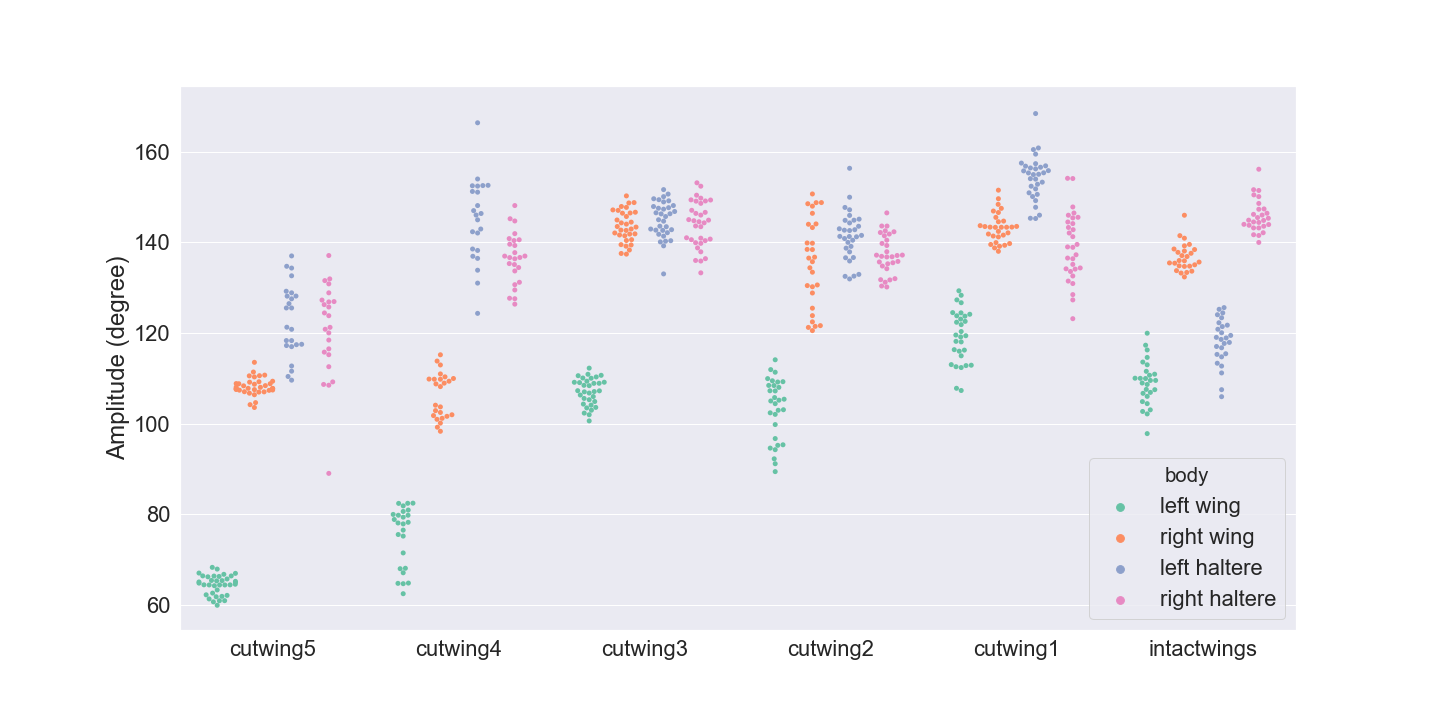 Amplitude (degree)
160
140
120
100
80
60
cutwing5
cutwing4
cutwing3
cutwing2
cutwing1
intactwings
body
left wing
right wing
left haltere
right haltere